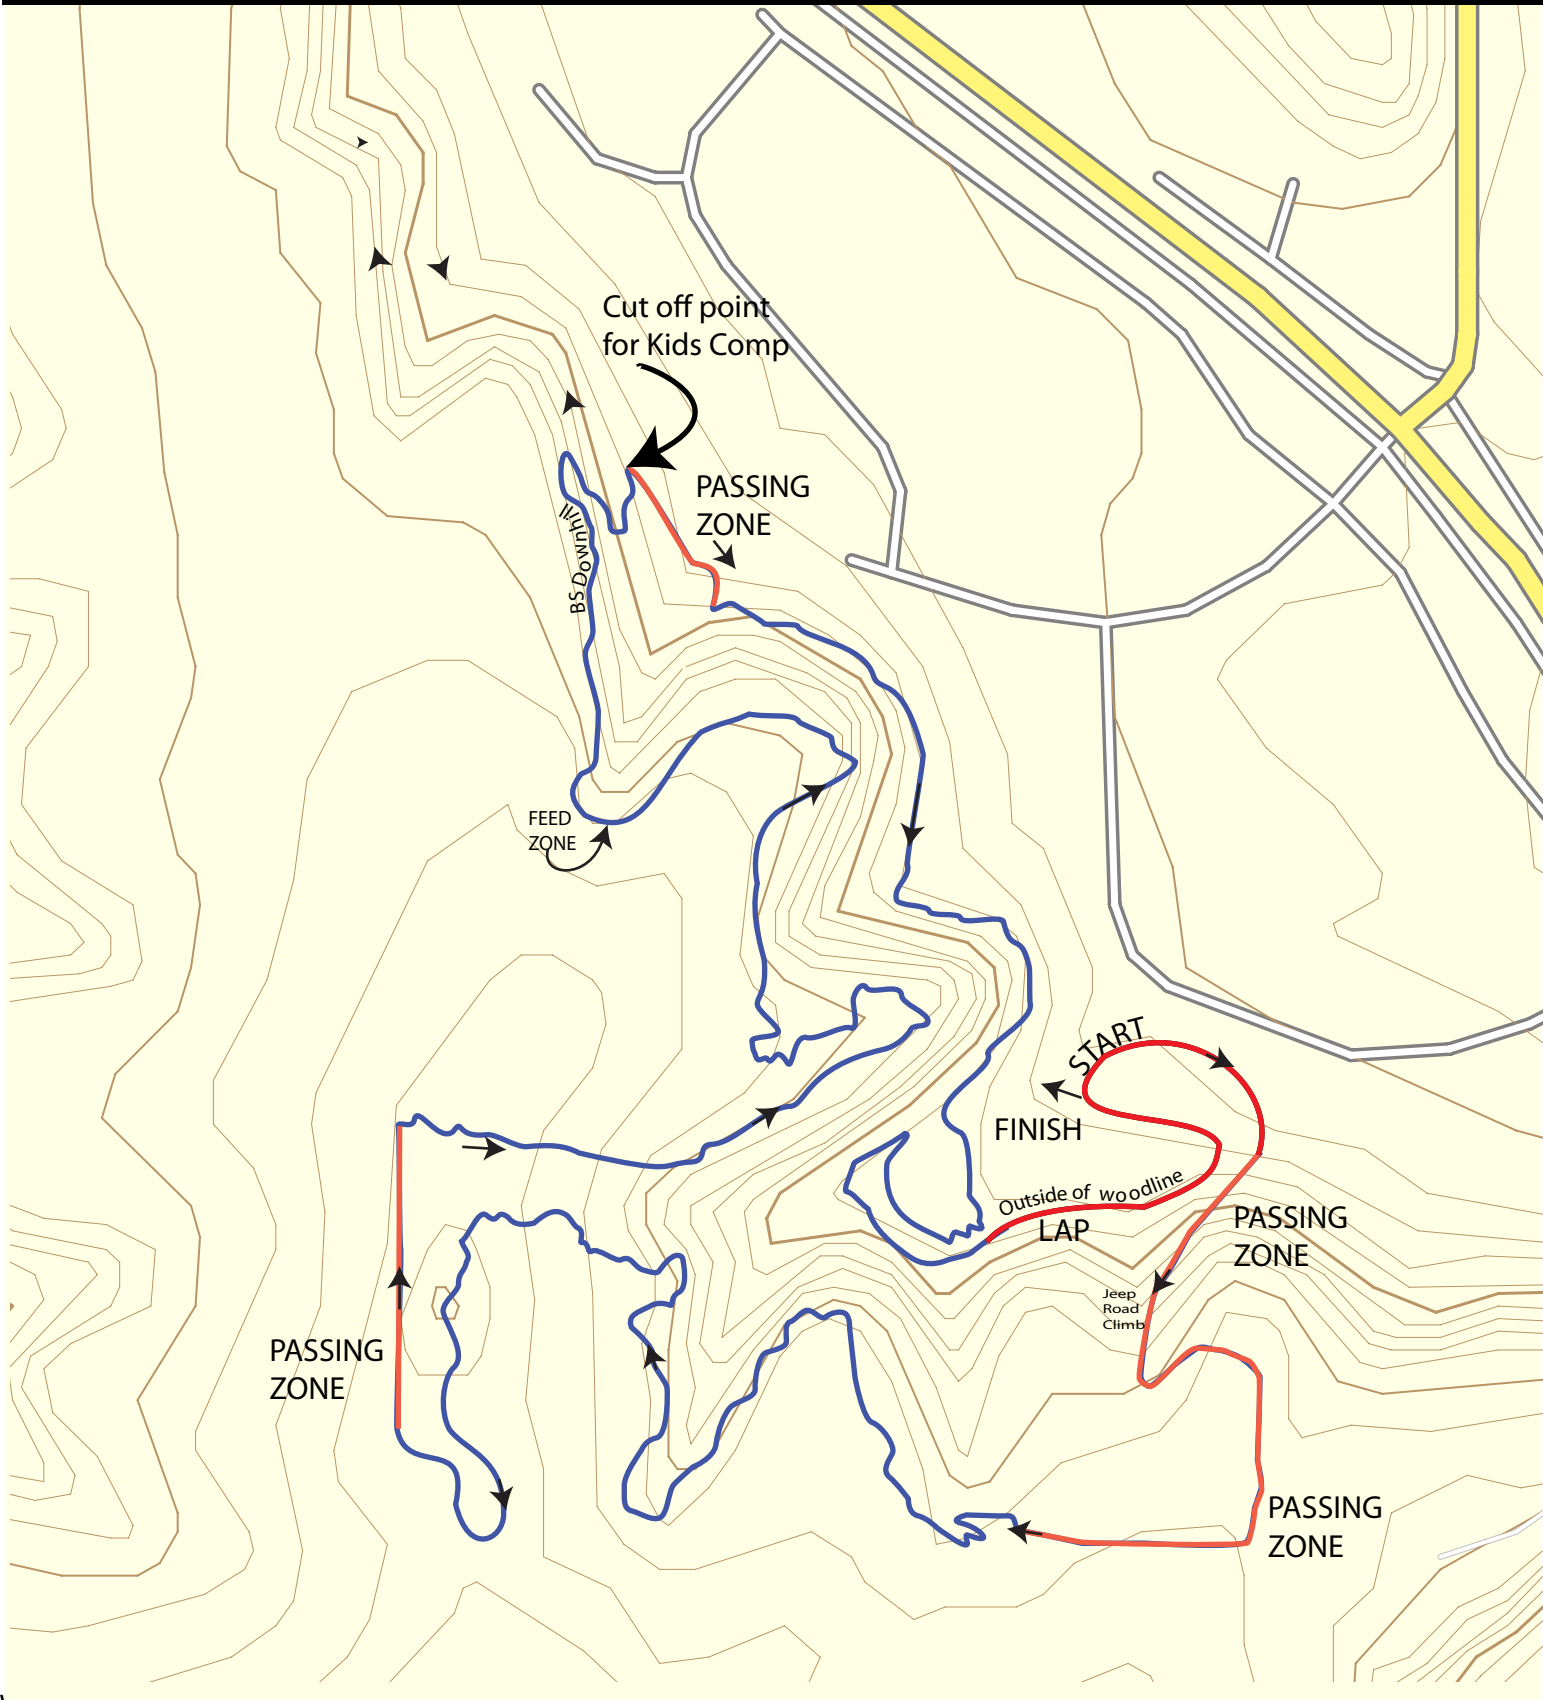 Cut off point
for Kids Comp
PASSING
ZONE
BS Downhill
FEED
ZONE
START
FINISH
Outside of woodline
LAP
PASSING
ZONE
Jeep
Road
Climb
PASSING
ZONE
PASSING
ZONE